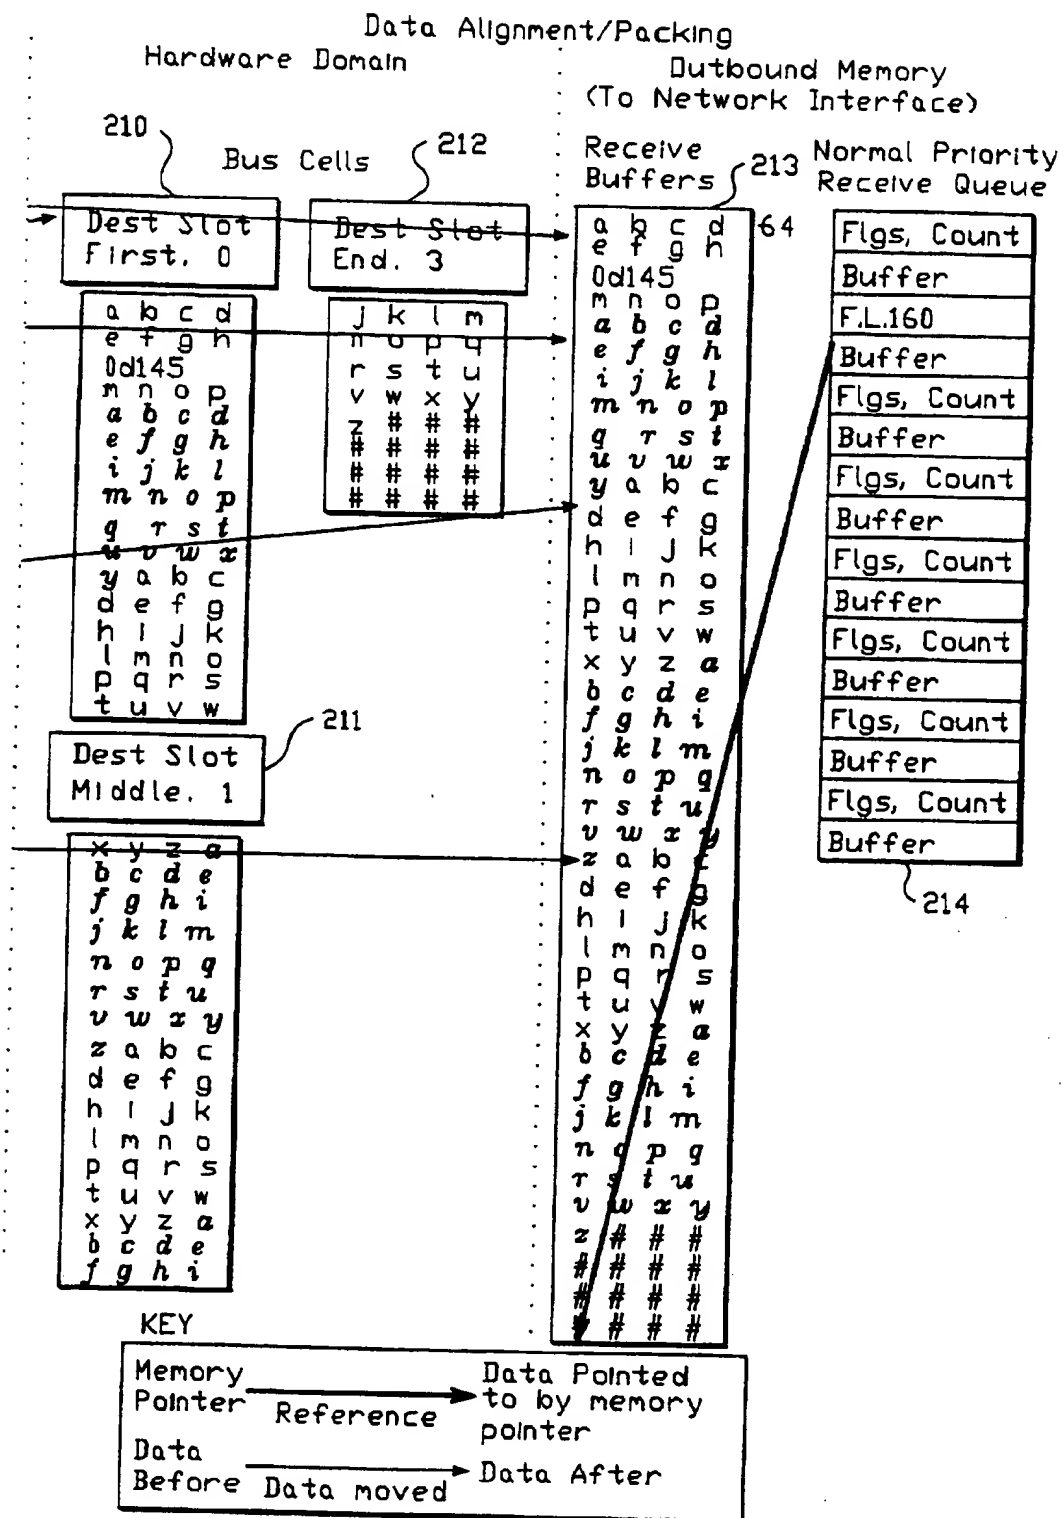 Data Alignment/Packing
Hardware Domain
Outbound Memory
(To Network Interface)
210
Bus Cells
212
Receive
Buffers
213
Normal Priority
Receive Queue
Dest Slot
First. 0
Dest Slot
End. 3
a b c d
e f g h
0d145
m n o p
a b c d
e f g h
i j k l
m n o p
q r s t
u v w x
y a b c
d e f g
h i j k
l m n o
p q r s
t u v w
j k l m
n o p q
r s t u
v w x y
z # # #
# # # #
# # # #
# # # #
211
Dest Slot
Middle. 1
x y z a
b c d e
f g h i
j k l m
n o p q
r s t u
v w x y
z a b c
d e f g
h i j k
l m n o
p q r s
t u v w
x y z a
b c d e
f g h i
64
a b c d
e f g h
0d145
m n o p
a b c d
e f g h
i j k l
m n o p
q r s t
u v w x
y a b c
d e f g
h i j k
l m n o
p q r s
t u v w
x y z a
b c d e
f g h i
j k l m
n o p q
r s t u
v w x y
z a b c
d e f g
h i j k
l m n o
p q r s
t u v w
x y z a
b c d e
f g h i
j k l m
n o p q
r s t u
v w x y
z # # #
# # # #
# # # #
# # # #
Flgs, Count
Buffer
F.L.160
Buffer
Flgs, Count
Buffer
Flgs, Count
Buffer
Flgs, Count
Buffer
Flgs, Count
Buffer
Flgs, Count
Buffer
Flgs, Count
Buffer
214
KEY
Memory
Pointer
Reference
Data Pointed
to by memory
pointer
Data
Before
Data moved
Data After